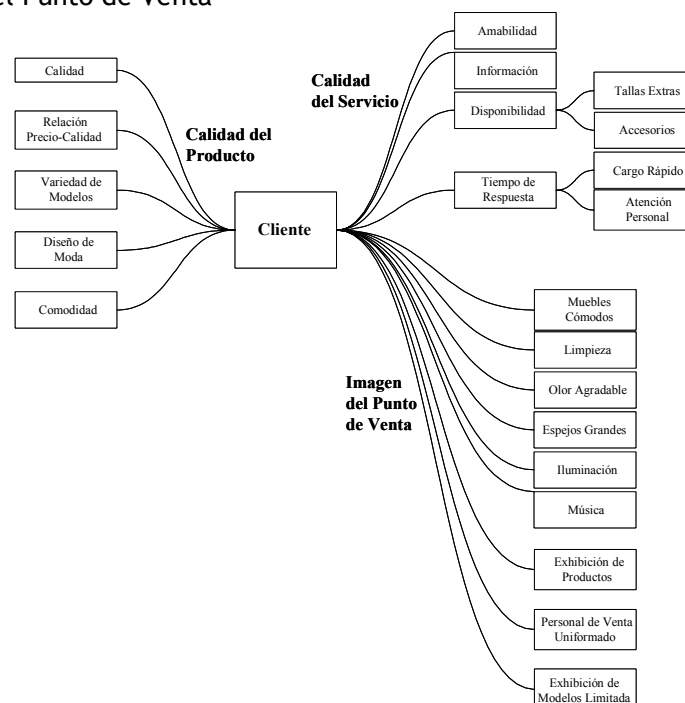 el Punto de Venta
Calidad
Relación
Precio-Calidad
Variedad de
Modelos
Diseño de
Moda
Comodidad
Calidad del
Producto
Cliente
Calidad
del Servicio
Amabilidad
Información
Disponibilidad
Tallas Extras
Accesorios
Tiempo de
Respuesta
Cargo Rápido
Atención
Personal
Imagen
del Punto
de Venta
Muebles
Cómodos
Limpieza
Olor Agradable
Espejos Grandes
Iluminación
Música
Exhibición de
Productos
Personal de Venta
Uniformado
Exhibición de
Modelos Limitada